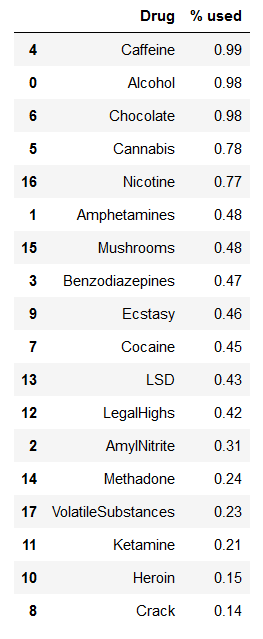 Drug % used
4 Caffeine 0.99
0 Alcohol 0.98
6 Chocolate 0.98
5 Cannabis 0.78
16 Nicotine 0.77
1 Amphetamines 0.48
15 Mushrooms 0.48
3 Benzodiazepines 0.47
9 Ecstasy 0.46
7 Cocaine 0.45
13 LSD 0.43
12 LegalHighs 0.42
2 AmylNitrite 0.31
14 Methadone 0.24
17 VolatileSubstances 0.23
11 Ketamine 0.21
10 Heroin 0.15
8 Crack 0.14